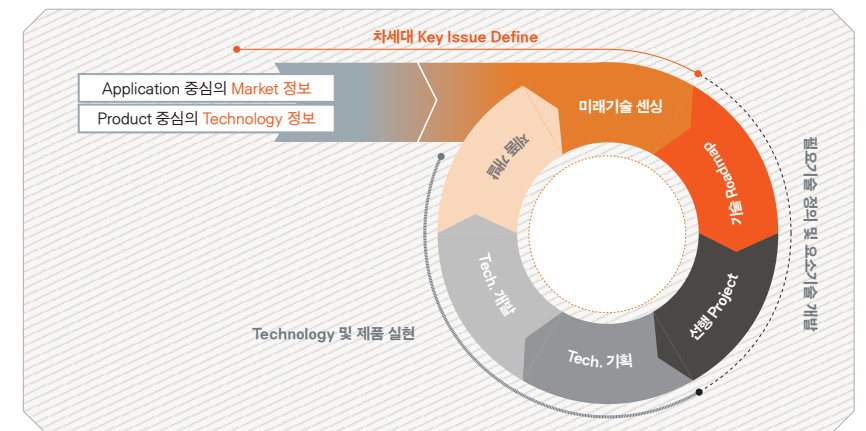 차세대 Key Issue Define
Application 중심의 Market 정보
Product 중심의 Technology 정보
미래기술 센싱
기술 Roadmap
선행 Project
Tech. 기획
Tech. 개발
제품 개발
필요기술 정의 및 요소기술 개발
Technology 및 제품 실현